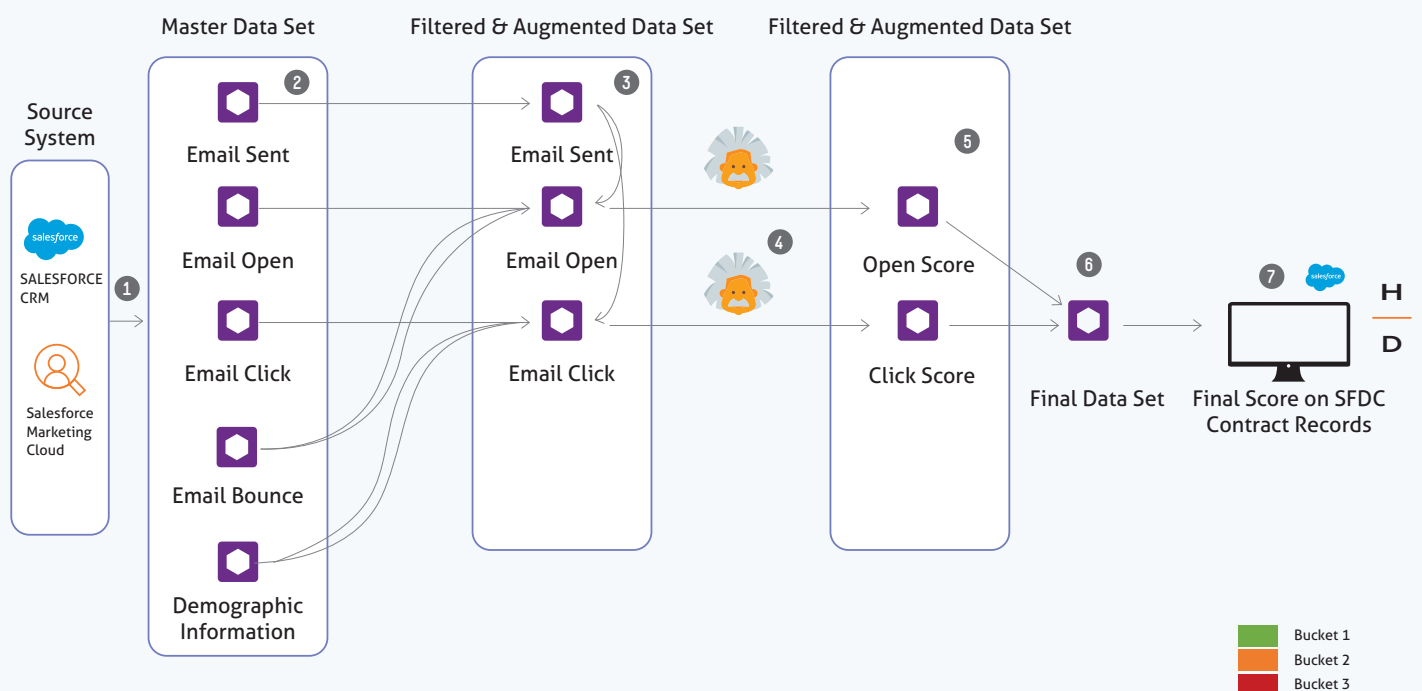 Master Data Set
Filtered & Augmented Data Set
Filtered & Augmented Data Set
Source
System
salesforce
SALESFORCE
CRM
Salesforce
Marketing
Cloud
1
2
Email Sent
Email Open
Email Click
Email Bounce
Demographic
Information
3
Email Sent
Email Open
Email Click
4
5
Open Score
Click Score
6
Final Data Set
7
salesforce
H
D
Final Score on SFDC
Contract Records
Bucket 1
Bucket 2
Bucket 3